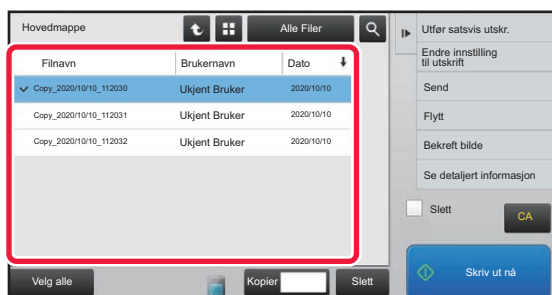 Hovedmappe
Alle Filer
Filnavn Brukernavn Dato
Copy_2020/10/10_112030 Ukjent Bruker 2020/10/10
Copy_2020/10/10_112031 Ukjent Bruker 2020/10/10
Copy_2020/10/10_112032 Ukjent Bruker 2020/10/10
Velg alle
Kopier
Slett
Utfør satsvis utskr.
Endre innstilling
til utskrift
Send
Flytt
Bekreft bilde
Se detaljert informasjon
Slett
CA
Skriv ut nå